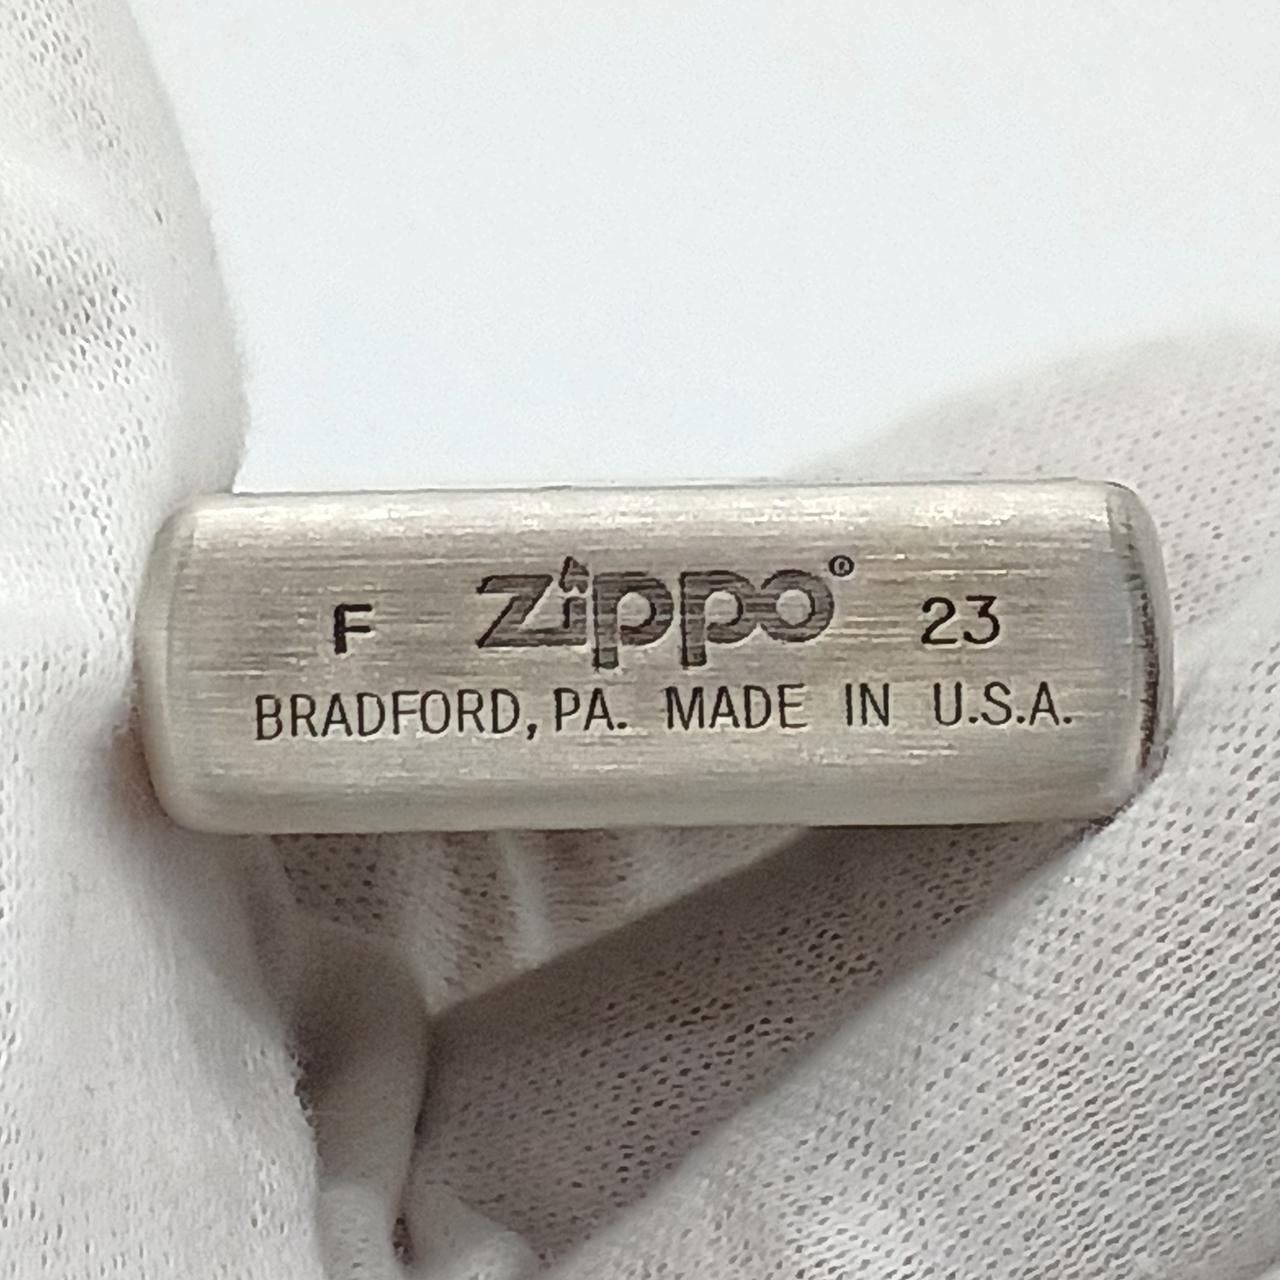 F Zippo® 23
BRADFORD, PA. MADE IN U.S.A.